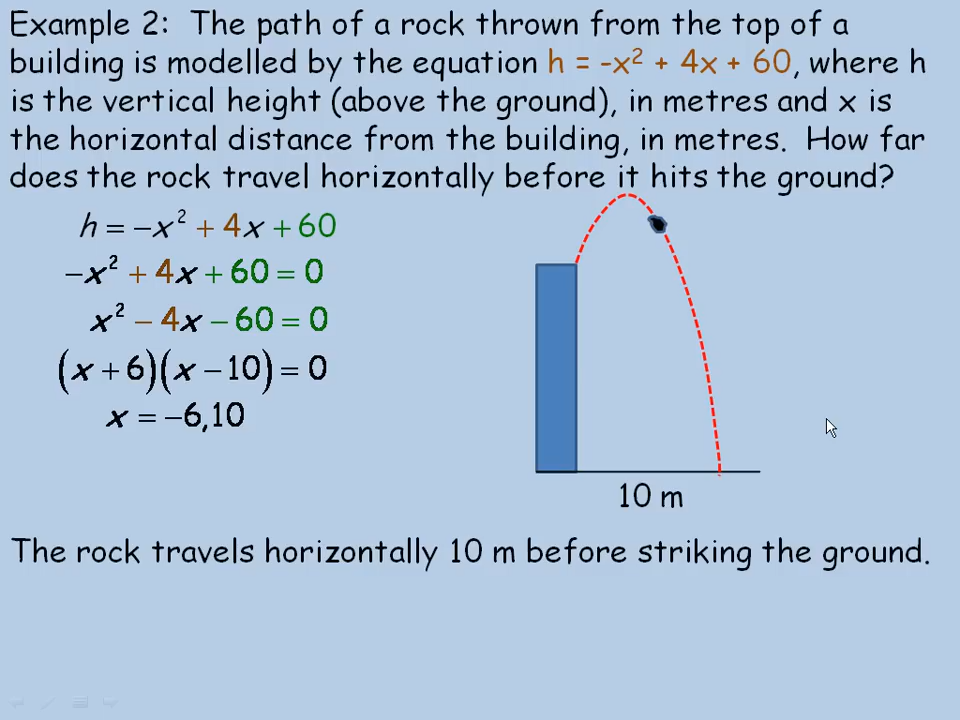 Example 2:  The path of a rock thrown from the top of a
building is modelled by the equation h = -x² + 4x + 60, where h
is the vertical height (above the ground), in metres and x is
the horizontal distance from the building, in metres.  How far
does the rock travel horizontally before it hits the ground?
h = −x² + 4x + 60
−x² + 4x + 60 = 0
x² − 4x − 60 = 0
(x + 6)(x − 10) = 0
x = −6,10
10 m
The rock travels horizontally 10 m before striking the ground.